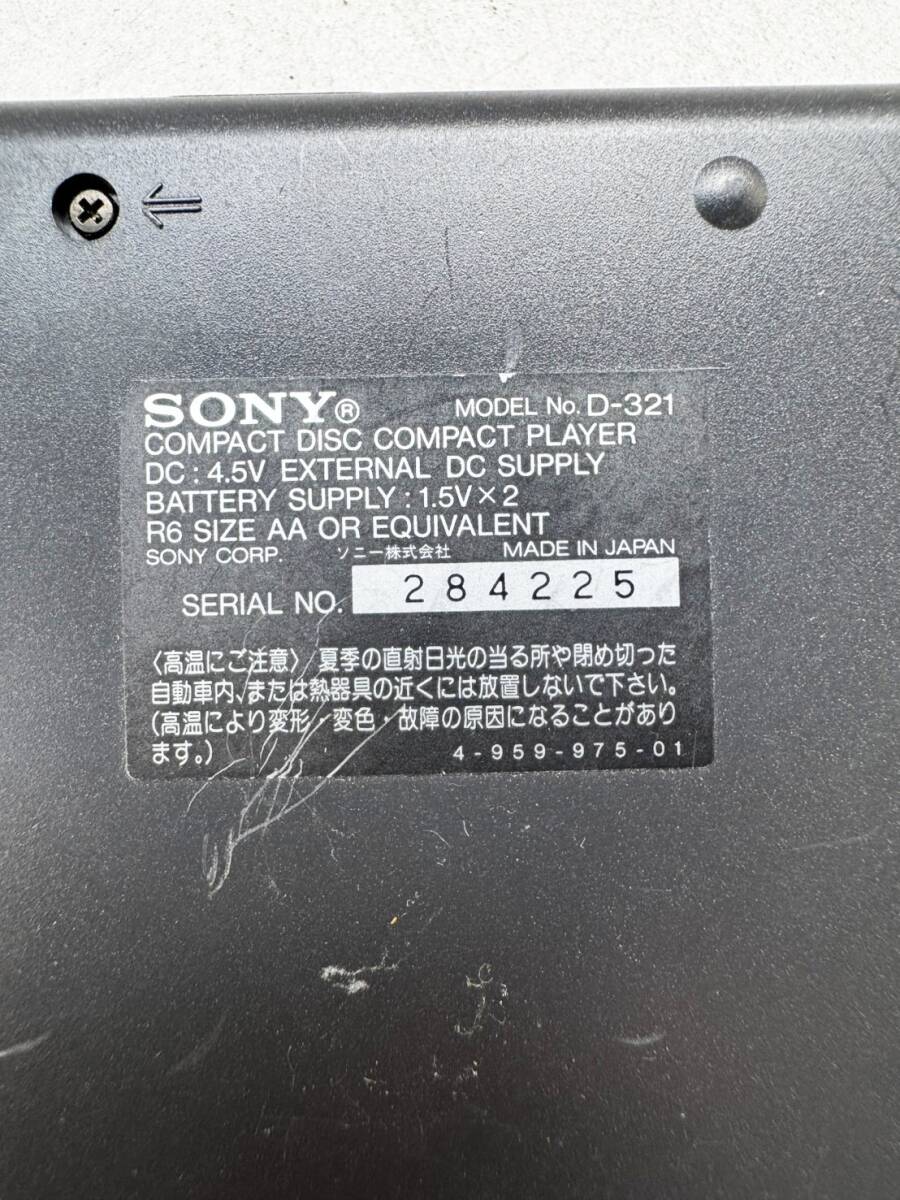 SONY® MODEL No. D-321
COMPACT DISC COMPACT PLAYER
DC : 4.5V EXTERNAL DC SUPPLY
BATTERY SUPPLY : 1.5V×2
R6 SIZE AA OR EQUIVALENT
SONY CORP. ソニー株式会社 MADE IN JAPAN
SERIAL NO. 284225
〈高温にご注意〉 夏季の直射日光の当る所や閉め切った
自動車内、または熱器具の近くには放置しないで下さい。
(高温により変形・変色・故障の原因になることがあり
ます。) 4-959-975-01